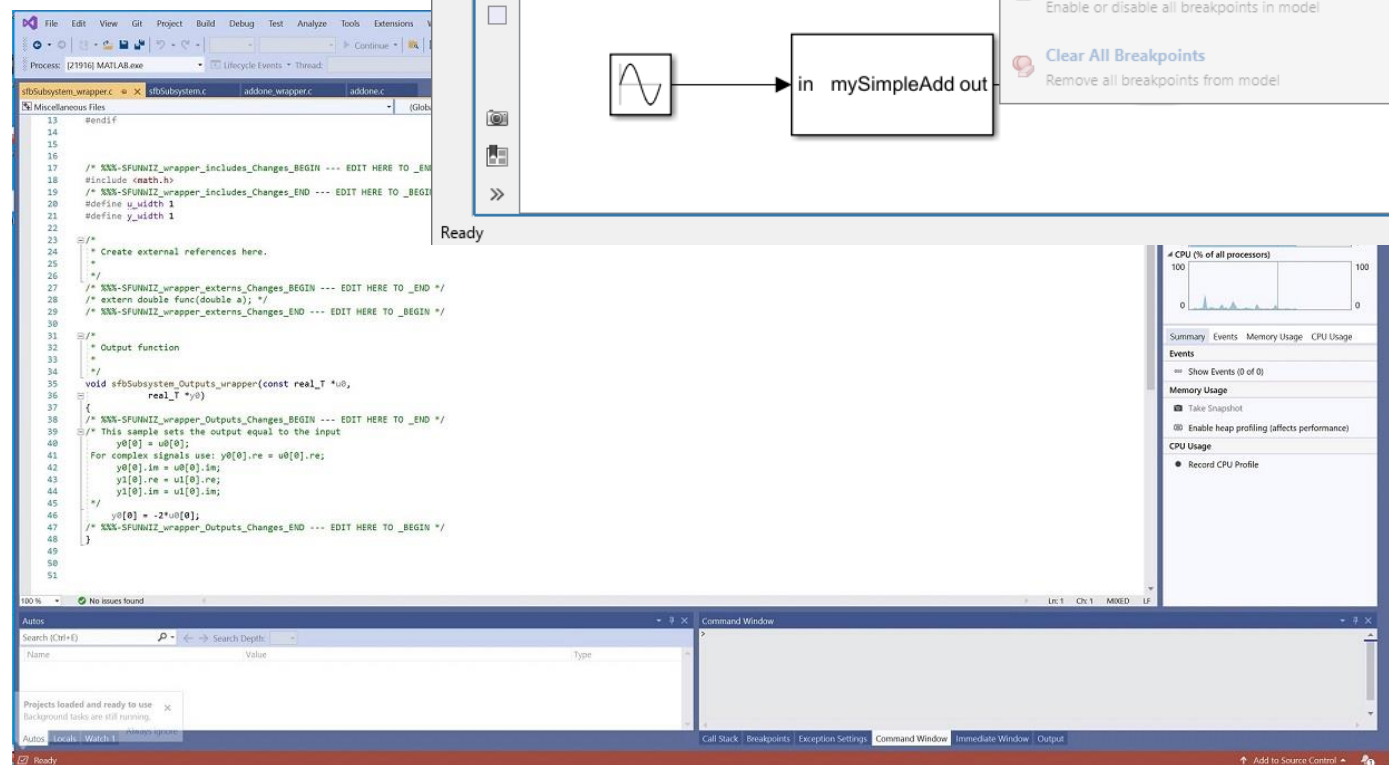 File Edit View Git Project Build Debug Test Analyze Tools Extensions
Continue
Process: [21916] MATLAB.exe Lifecycle Events Thread:
sfbSubsystem_wrapper.c sfbSubsystem.c addone_wrapper.c addone.c
Miscellaneous Files
13 #endif
14
15
16
17 /* %%%-SFUNWIZ_wrapper_includes_Changes_BEGIN --- EDIT HERE TO _EN
18 #include <math.h>
19 /* %%%-SFUNWIZ_wrapper_includes_Changes_END --- EDIT HERE TO _BEGI
20 #define u_width 1
21 #define y_width 1
22
23 /*
24 * Create external references here.
25 *
26 */
27 /* %%%-SFUNWIZ_wrapper_externs_Changes_BEGIN --- EDIT HERE TO _END */
28 /* extern double func(double a); */
29 /* %%%-SFUNWIZ_wrapper_externs_Changes_END --- EDIT HERE TO _BEGIN */
30
31 /*
32 * Output function
33 *
34 */
35 void sfbSubsystem_Outputs_wrapper(const real_T *u0,
36 real_T *y0)
37 {
38 /* %%%-SFUNWIZ_wrapper_Outputs_Changes_BEGIN --- EDIT HERE TO _END */
39 /* This sample sets the output equal to the input
40 y0[0] = u0[0];
41 For complex signals use: y0[0].re = u0[0].re;
42 y0[0].im = u0[0].im;
43 y1[0].re = u1[0].re;
44 y1[0].im = u1[0].im;
45 */
46 y0[0] = -2*u0[0];
47 /* %%%-SFUNWIZ_wrapper_Outputs_Changes_END --- EDIT HERE TO _BEGIN */
48 }
49
50
51
100 % No issues found Ln: 1 Ch: 1 MIXED LF
Enable or disable all breakpoints in model
Clear All Breakpoints
Remove all breakpoints from model
in mySimpleAdd out
Ready
CPU (% of all processors)
100 100
0 0
Summary Events Memory Usage CPU Usage
Events
Show Events (0 of 0)
Memory Usage
Take Snapshot
Enable heap profiling (affects performance)
CPU Usage
Record CPU Profile
Autos
Search (Ctrl+E) Search Depth:
Name Value Type
Projects loaded and ready to use
Background tasks are still running.
Always ignore
Autos Locals Watch 1
Command Window
>
Call Stack Breakpoints Exception Settings Command Window Immediate Window Output
Ready Add to Source Control